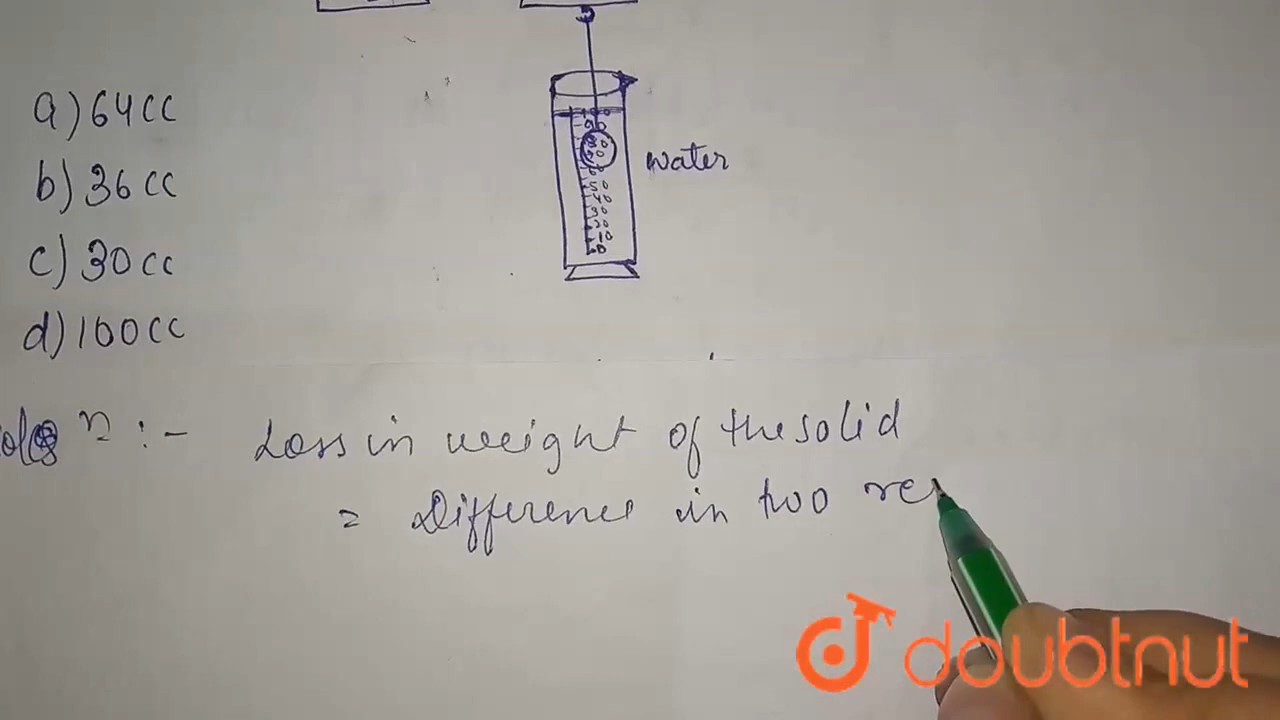 a) 64 cc
b) 36 cc
c) 30 cc
d) 100 cc
water
:- Loss in weight of the solid
= Difference in two re
doubtnut